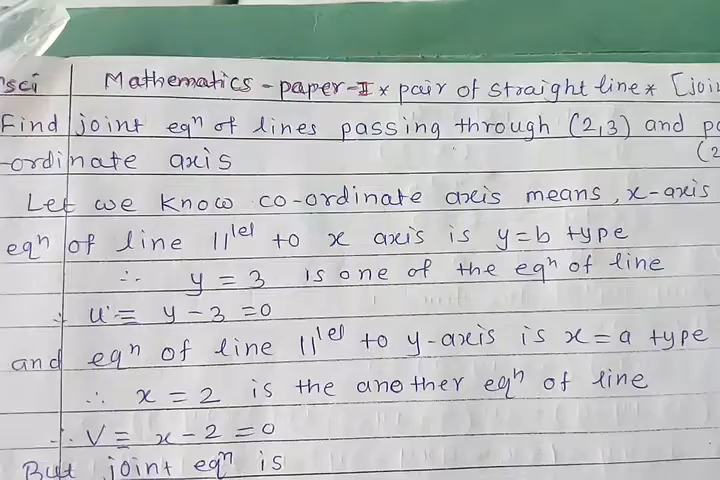 sci Mathematics - paper-II * pair of straight line * [join
Find joint eqⁿ of lines passing through (2,3) and pa
-ordinate axis (2
Let we know co-ordinate axis means, x-axis
eqⁿ of line ||ˡᵉˡ to x axis is y=b type
∴ y = 3 is one of the eqⁿ of line
∴ u ≡ y - 3 = 0
and eqⁿ of line ||ˡᵉˡ to y-axis is x = a type
∴ x = 2 is the another eqⁿ of line
∴ V ≡ x - 2 = 0
But joint eqⁿ is